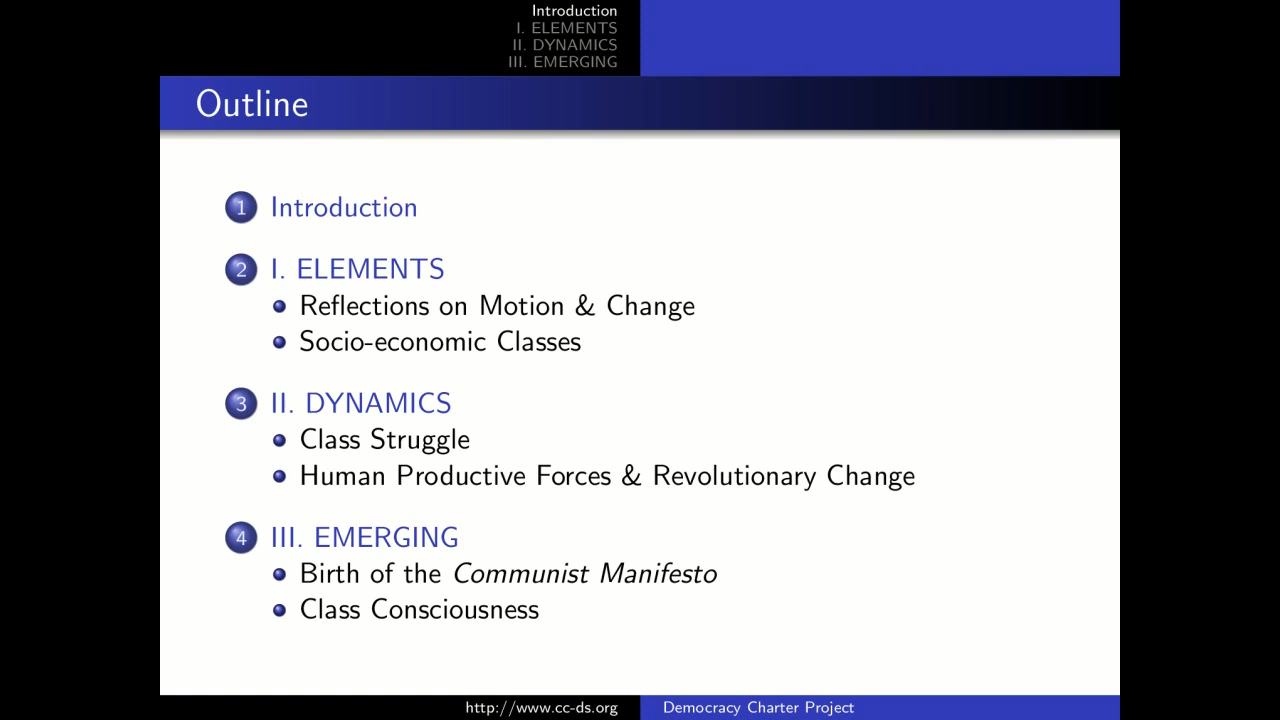 Introduction
I. ELEMENTS
II. DYNAMICS
III. EMERGING
Outline
1 Introduction
2 I. ELEMENTS
Reflections on Motion & Change
Socio-economic Classes
3 II. DYNAMICS
Class Struggle
Human Productive Forces & Revolutionary Change
4 III. EMERGING
Birth of the Communist Manifesto
Class Consciousness
http://www.cc-ds.org Democracy Charter Project